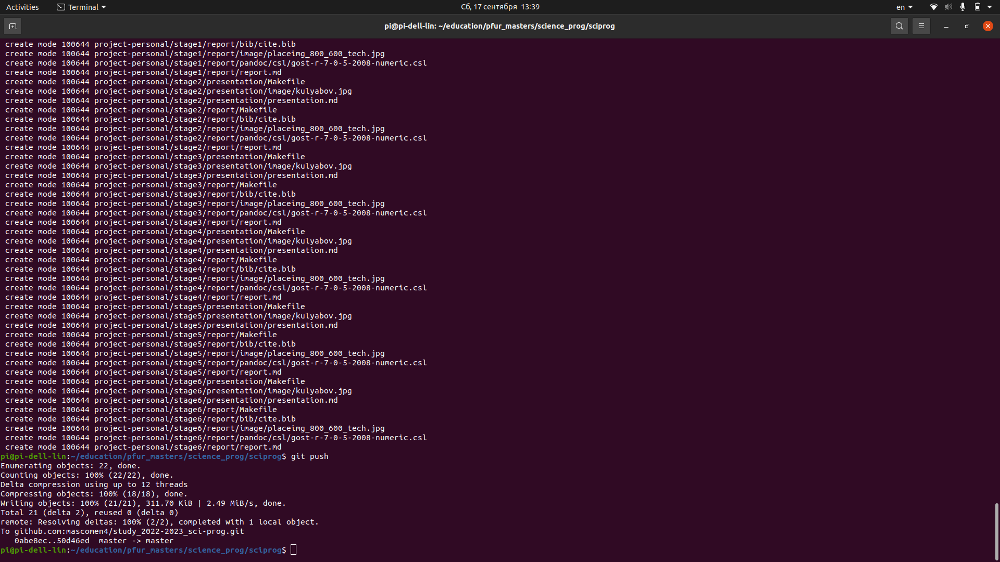 Activities Terminal Сб, 17 сентября 13:39 en
pi@pi-dell-lin: ~/education/pfur_masters/science_prog/sciprog
create mode 100644 project-personal/stage1/report/bib/cite.bib
create mode 100644 project-personal/stage1/report/image/placeimg_800_600_tech.jpg
create mode 100644 project-personal/stage1/report/pandoc/csl/gost-r-7-0-5-2008-numeric.csl
create mode 100644 project-personal/stage1/report/report.md
create mode 100644 project-personal/stage2/presentation/Makefile
create mode 100644 project-personal/stage2/presentation/image/kulyabov.jpg
create mode 100644 project-personal/stage2/presentation/presentation.md
create mode 100644 project-personal/stage2/report/Makefile
create mode 100644 project-personal/stage2/report/bib/cite.bib
create mode 100644 project-personal/stage2/report/image/placeimg_800_600_tech.jpg
create mode 100644 project-personal/stage2/report/pandoc/csl/gost-r-7-0-5-2008-numeric.csl
create mode 100644 project-personal/stage2/report/report.md
create mode 100644 project-personal/stage3/presentation/Makefile
create mode 100644 project-personal/stage3/presentation/image/kulyabov.jpg
create mode 100644 project-personal/stage3/presentation/presentation.md
create mode 100644 project-personal/stage3/report/Makefile
create mode 100644 project-personal/stage3/report/bib/cite.bib
create mode 100644 project-personal/stage3/report/image/placeimg_800_600_tech.jpg
create mode 100644 project-personal/stage3/report/pandoc/csl/gost-r-7-0-5-2008-numeric.csl
create mode 100644 project-personal/stage3/report/report.md
create mode 100644 project-personal/stage4/presentation/Makefile
create mode 100644 project-personal/stage4/presentation/image/kulyabov.jpg
create mode 100644 project-personal/stage4/presentation/presentation.md
create mode 100644 project-personal/stage4/report/Makefile
create mode 100644 project-personal/stage4/report/bib/cite.bib
create mode 100644 project-personal/stage4/report/image/placeimg_800_600_tech.jpg
create mode 100644 project-personal/stage4/report/pandoc/csl/gost-r-7-0-5-2008-numeric.csl
create mode 100644 project-personal/stage4/report/report.md
create mode 100644 project-personal/stage5/presentation/Makefile
create mode 100644 project-personal/stage5/presentation/image/kulyabov.jpg
create mode 100644 project-personal/stage5/presentation/presentation.md
create mode 100644 project-personal/stage5/report/Makefile
create mode 100644 project-personal/stage5/report/bib/cite.bib
create mode 100644 project-personal/stage5/report/image/placeimg_800_600_tech.jpg
create mode 100644 project-personal/stage5/report/pandoc/csl/gost-r-7-0-5-2008-numeric.csl
create mode 100644 project-personal/stage5/report/report.md
create mode 100644 project-personal/stage6/presentation/Makefile
create mode 100644 project-personal/stage6/presentation/image/kulyabov.jpg
create mode 100644 project-personal/stage6/presentation/presentation.md
create mode 100644 project-personal/stage6/report/Makefile
create mode 100644 project-personal/stage6/report/bib/cite.bib
create mode 100644 project-personal/stage6/report/image/placeimg_800_600_tech.jpg
create mode 100644 project-personal/stage6/report/pandoc/csl/gost-r-7-0-5-2008-numeric.csl
create mode 100644 project-personal/stage6/report/report.md
pi@pi-dell-lin:~/education/pfur_masters/science_prog/sciprog$ git push
Enumerating objects: 22, done.
Counting objects: 100% (22/22), done.
Delta compression using up to 12 threads
Compressing objects: 100% (18/18), done.
Writing objects: 100% (21/21), 311.70 KiB | 2.49 MiB/s, done.
Total 21 (delta 2), reused 0 (delta 0)
remote: Resolving deltas: 100% (2/2), completed with 1 local object.
To github.com:mascomen4/study_2022-2023_sci-prog.git
0abe8ec..50d46ed master -> master
pi@pi-dell-lin:~/education/pfur_masters/science_prog/sciprog$